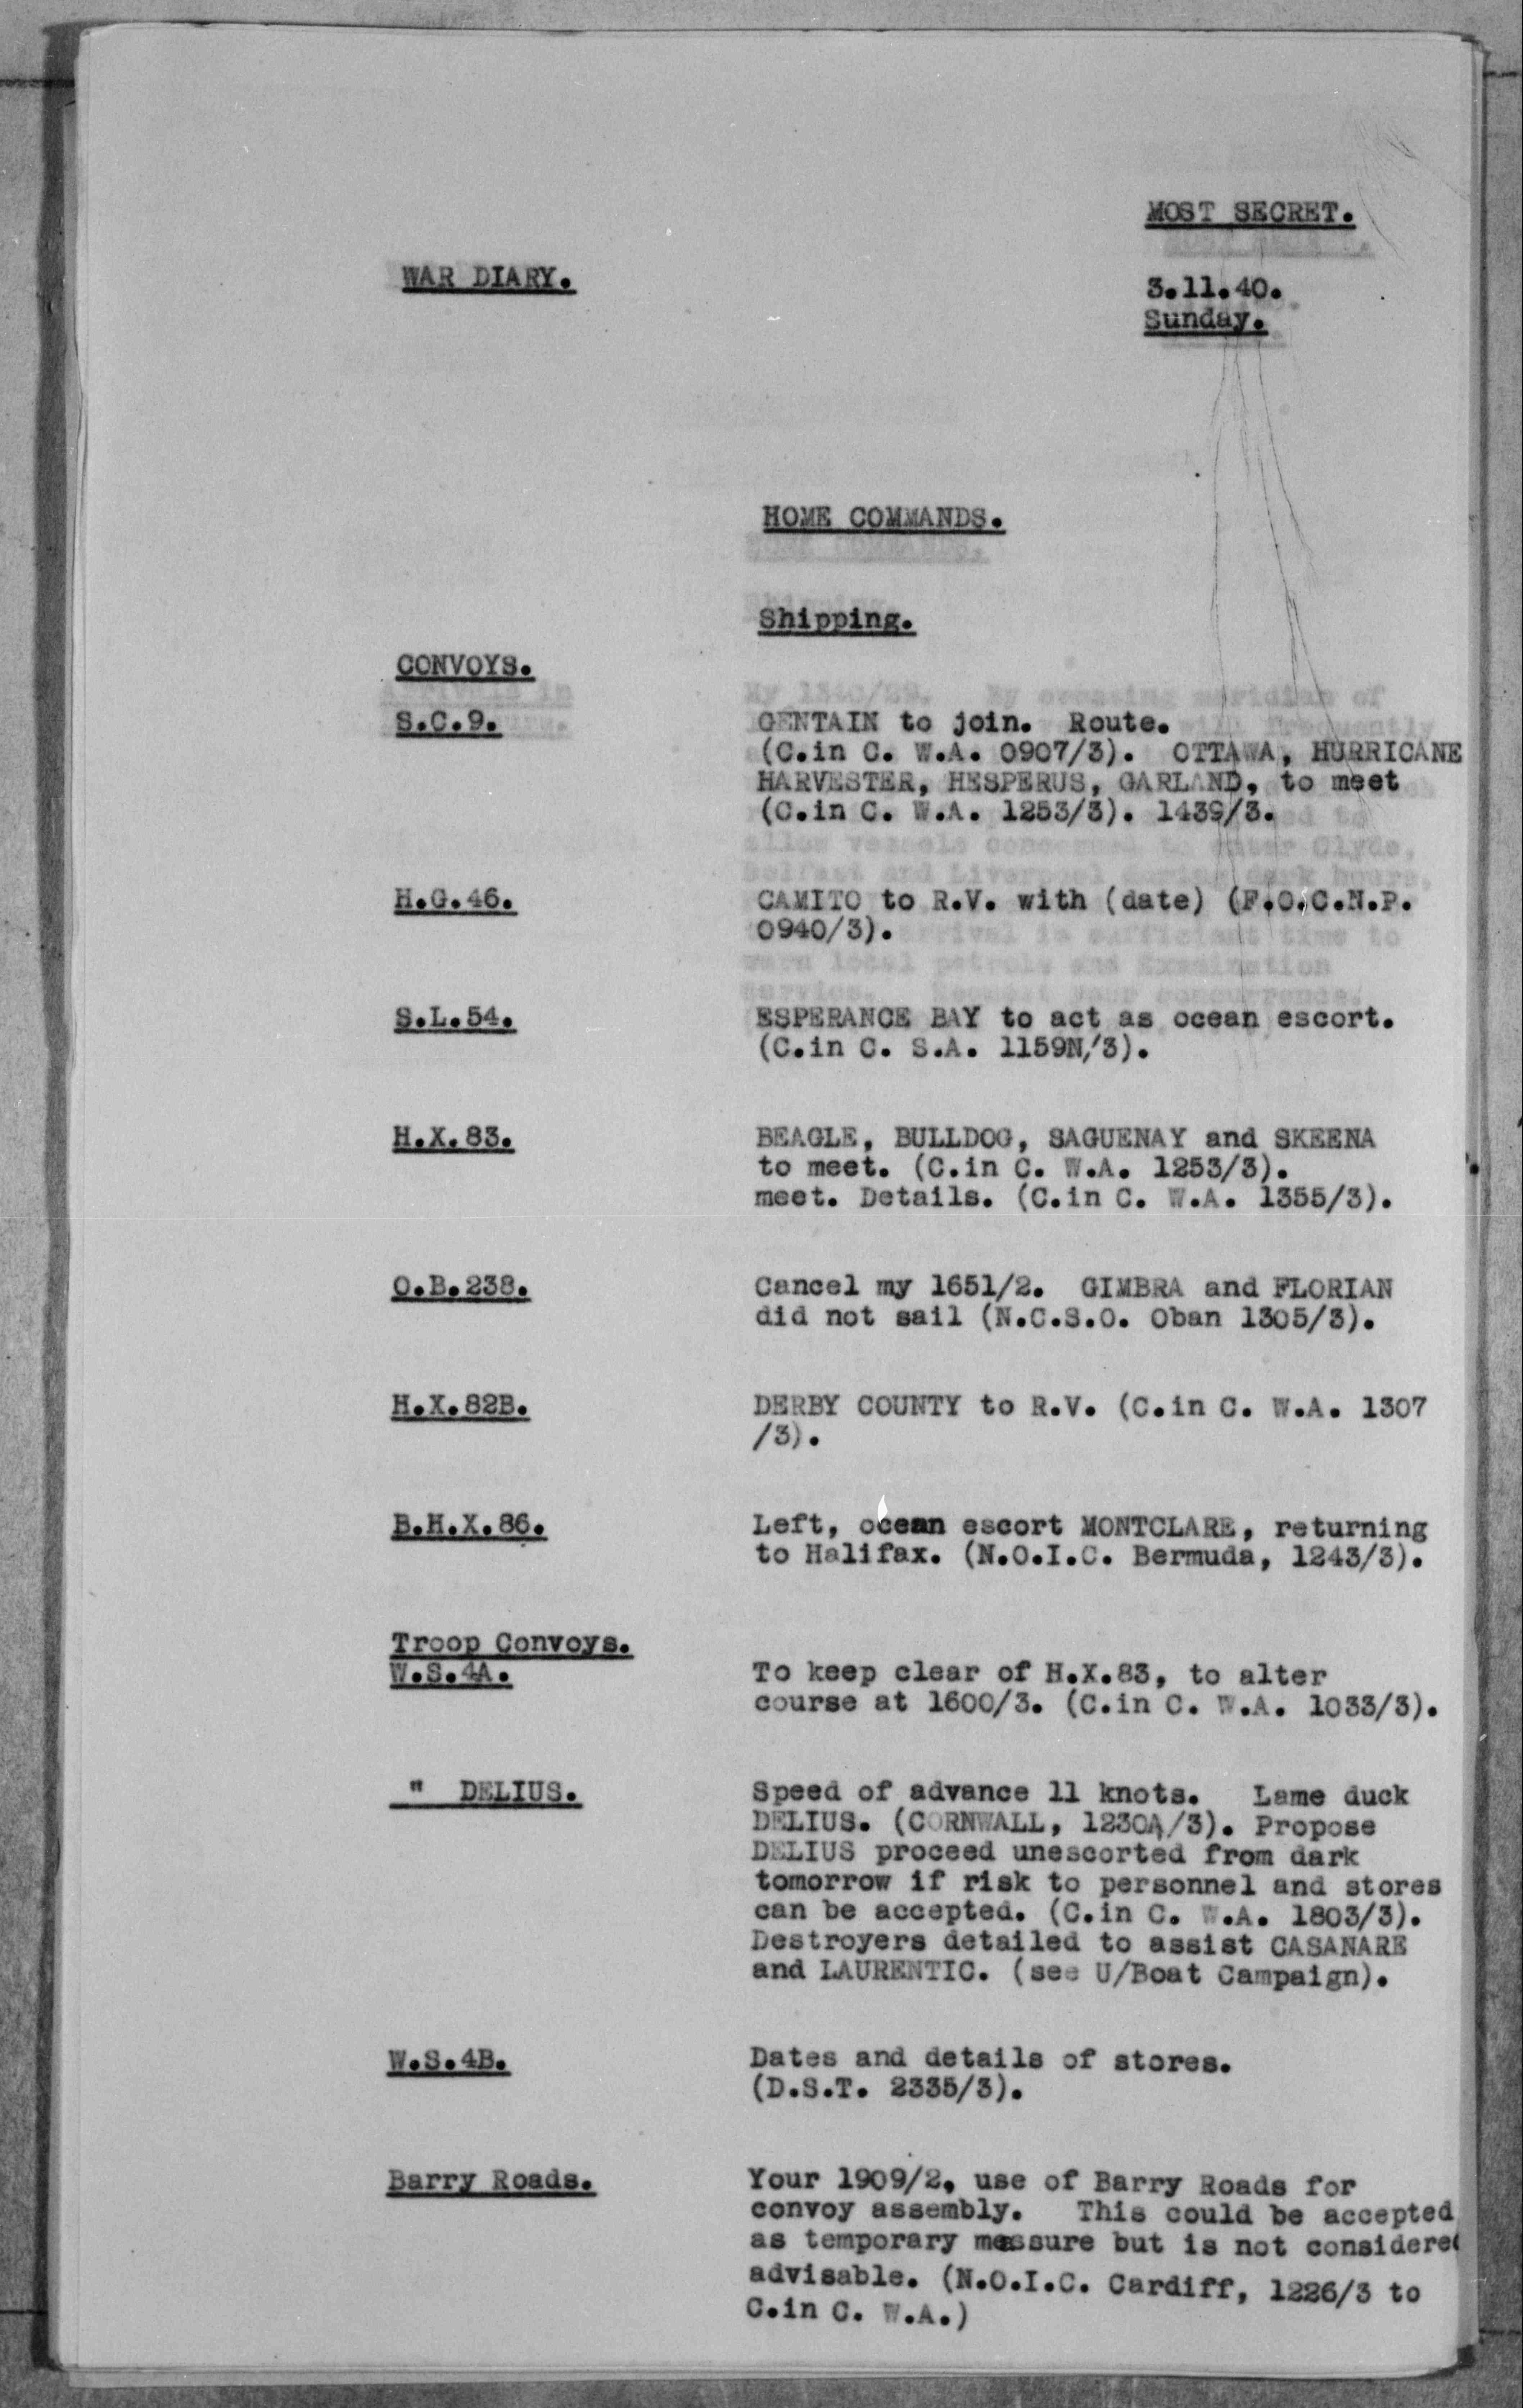 MOST SECRET.
WAR DIARY.
3.11.40.
Sunday.
HOME COMMANDS.
Shipping.
CONVOYS.
S.C.9.
GENTAIN to join. Route.
(C.in C. W.A. 0907/3). OTTAWA, HURRICANE
HARVESTER, HESPERUS, GARLAND, to meet
(C.in C. W.A. 1253/3). 1439/3.
H.G.46.
CAMITO to R.V. with (date) (F.O.C.N.P.
0940/3).
S.L.54.
ESPERANCE BAY to act as ocean escort.
(C.in C. S.A. 1159N/3).
H.X.83.
BEAGLE, BULLDOG, SAGUENAY and SKEENA
to meet. (C.in C. W.A. 1253/3).
meet. Details. (C.in C. W.A. 1355/3).
O.B.238.
Cancel my 1651/2. GIMBRA and FLORIAN
did not sail (N.C.S.O. Oban 1305/3).
H.X.82B.
DERBY COUNTY to R.V. (C.in C. W.A. 1307
/3).
B.H.X.86.
Left, ocean escort MONTCLARE, returning
to Halifax. (N.O.I.C. Bermuda, 1243/3).
Troop Convoys.
W.S.4A.
To keep clear of H.X.83, to alter
course at 1600/3. (C.in C. W.A. 1033/3).
" DELIUS.
Speed of advance 11 knots. Lame duck
DELIUS. (CORNWALL, 1230A/3). Propose
DELIUS proceed unescorted from dark
tomorrow if risk to personnel and stores
can be accepted. (C.in C. W.A. 1803/3).
Destroyers detailed to assist CASANARE
and LAURENTIC. (see U/Boat Campaign).
W.S.4B.
Dates and details of stores.
(D.S.T. 2335/3).
Barry Roads.
Your 1909/2, use of Barry Roads for
convoy assembly. This could be accepted
as temporary measure but is not considered
advisable. (N.O.I.C. Cardiff, 1226/3 to
C.in C. W.A.)